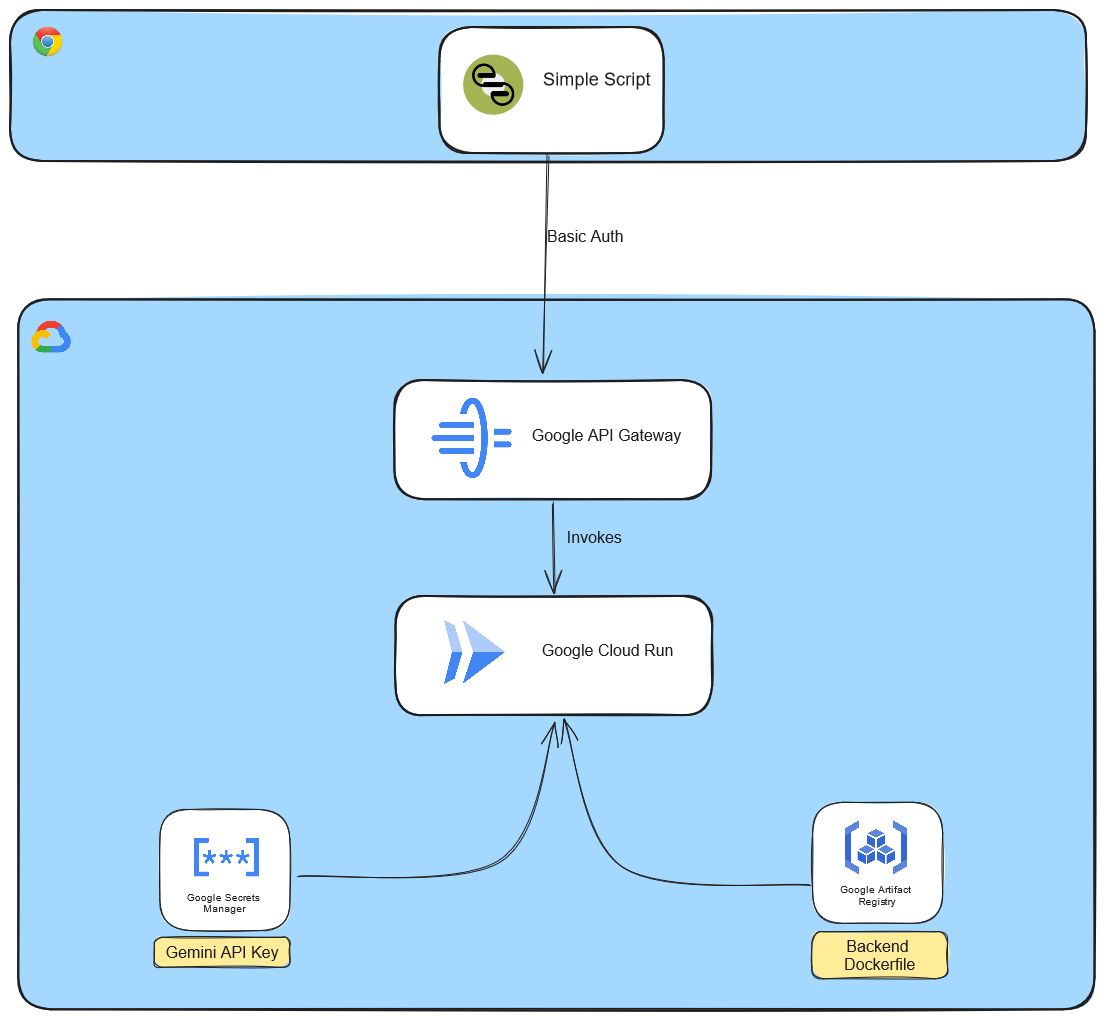 Simple Script
Basic Auth
Google API Gateway
Invokes
Google Cloud Run
[***]
Google Secrets
Manager
Gemini API Key
Google Artifact
Registry
Backend
Dockerfile